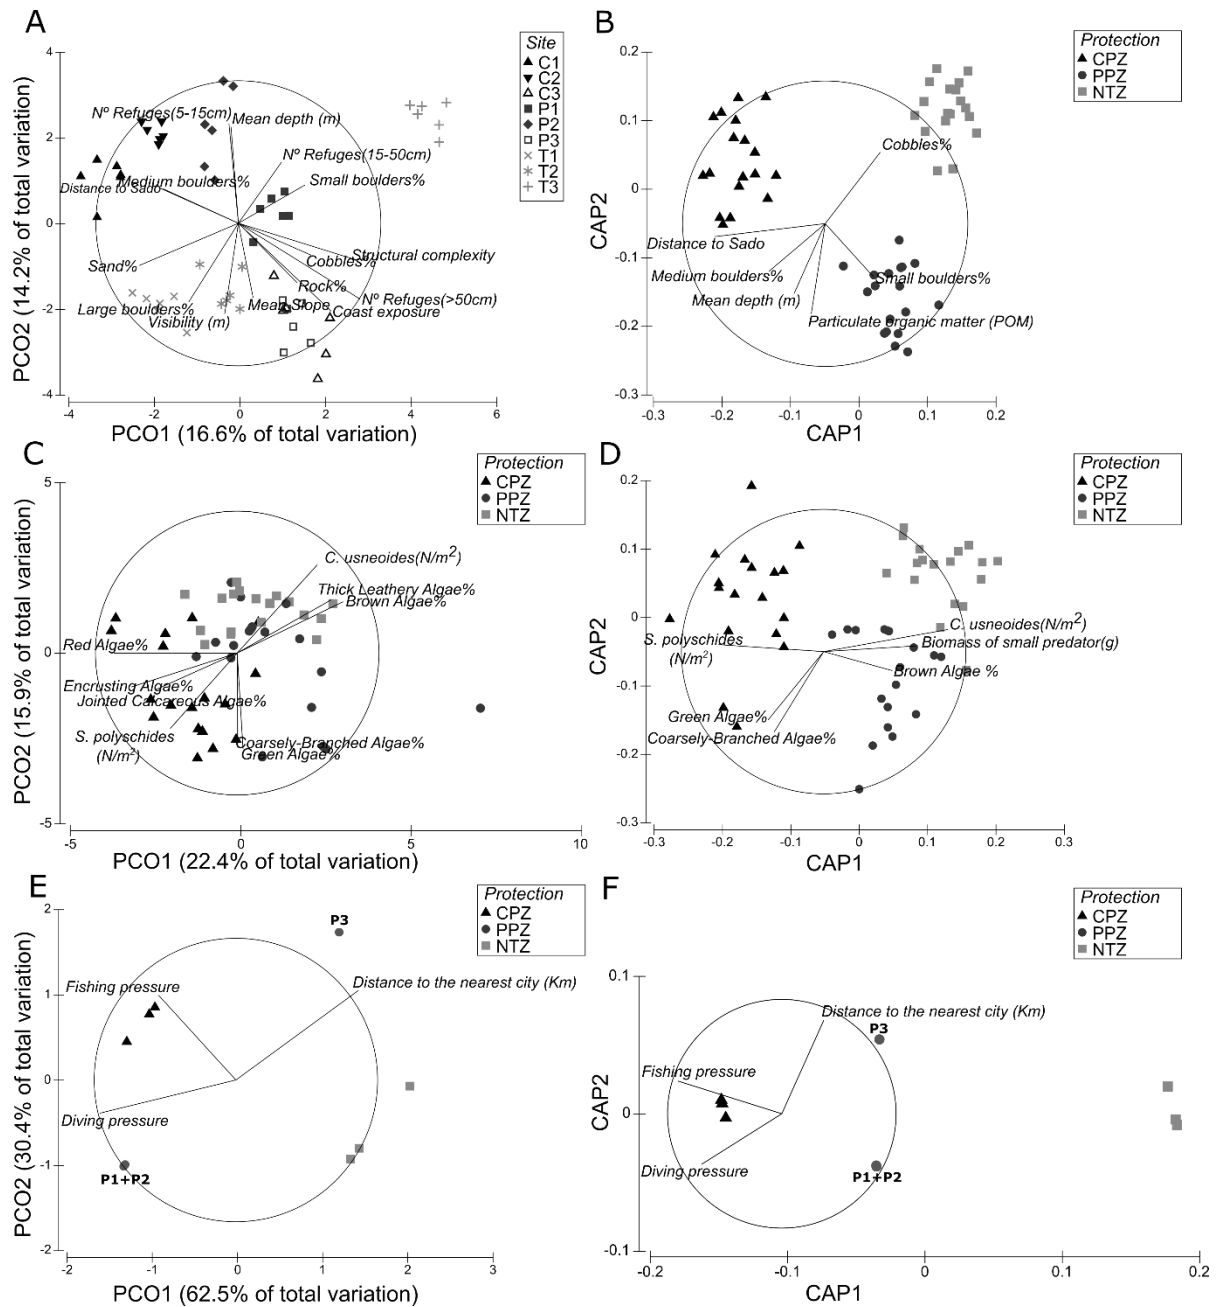 A
Site
C1
C2
C3
P1
P2
P3
T1
T2
T3
4
2
0
-2
-4
-4
-2
0
2
4
6
PCO2 (14.2% of total variation)
PCO1 (16.6% of total variation)
Nº Refuges(5-15cm)
Mean depth (m)
Nº Refuges(15-50cm)
Medium boulders%
Small boulders%
Distance to Sado
Structural complexity
Cobbles%
Sand%
Rock%
Nº Refuges(>50cm)
Large boulders%
Mean Slope
Coast exposure
Visibility (m)
B
Protection
CPZ
PPZ
NTZ
0.2
0.1
0
-0.1
-0.2
-0.3
-0.3
-0.2
-0.1
0
0.1
0.2
CAP2
CAP1
Cobbles%
Distance to Sado
Medium boulders%
Small boulders%
Mean depth (m)
Particulate organic matter (POM)
C
Protection
CPZ
PPZ
NTZ
5
0
-5
-5
0
5
10
PCO2 (15.9% of total variation)
PCO1 (22.4% of total variation)
C. usneoides(N/m²)
Thick Leathery Algae%
Brown Algae%
Red Algae%
Encrusting Algae%
Jointed Calcareous Algae%
S. polyschides
(N/m²)
Coarsely-Branched Algae%
Green Algae%
D
Protection
CPZ
PPZ
NTZ
0.2
0.1
0
-0.1
-0.2
-0.3
-0.3
-0.2
-0.1
0
0.1
0.2
0.3
CAP2
CAP1
C. usneoides(N/m²)
S. polyschides
(N/m²)
Biomass of small predator(g)
Brown Algae %
Green Algae%
Coarsely-Branched Algae%
E
Protection
CPZ
PPZ
NTZ
2
1
0
-1
-2
-2
-1
0
1
2
3
PCO2 (30.4% of total variation)
PCO1 (62.5% of total variation)
P3
Fishing pressure
Distance to the nearest city (Km)
Diving pressure
P1+P2
F
Protection
CPZ
PPZ
NTZ
0.1
0
-0.1
-0.2
-0.1
0
0.1
0.2
CAP2
CAP1
Distance to the nearest city (Km)
P3
Fishing pressure
Diving pressure
P1+P2